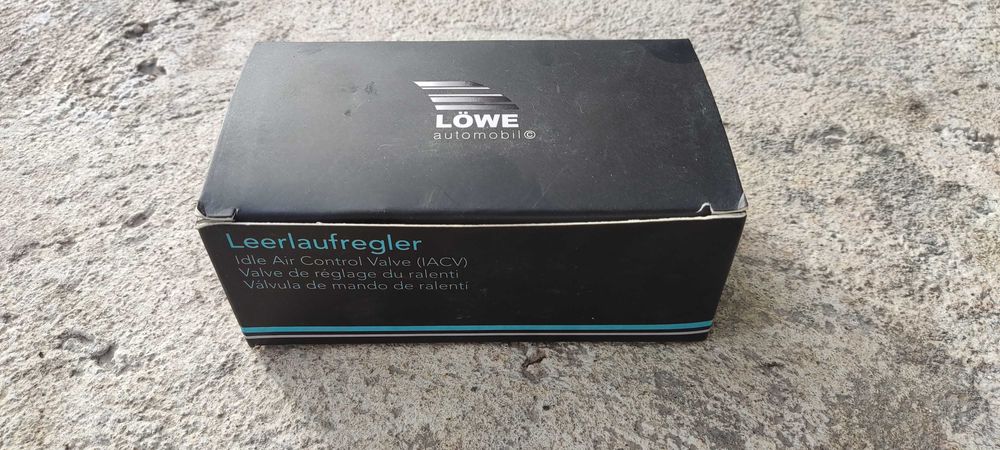 LÖWE
automobil©
Leerlaufregler
Idle Air Control Valve (IACV)
Valve de réglage du ralenti
Válvula de mando de ralentí